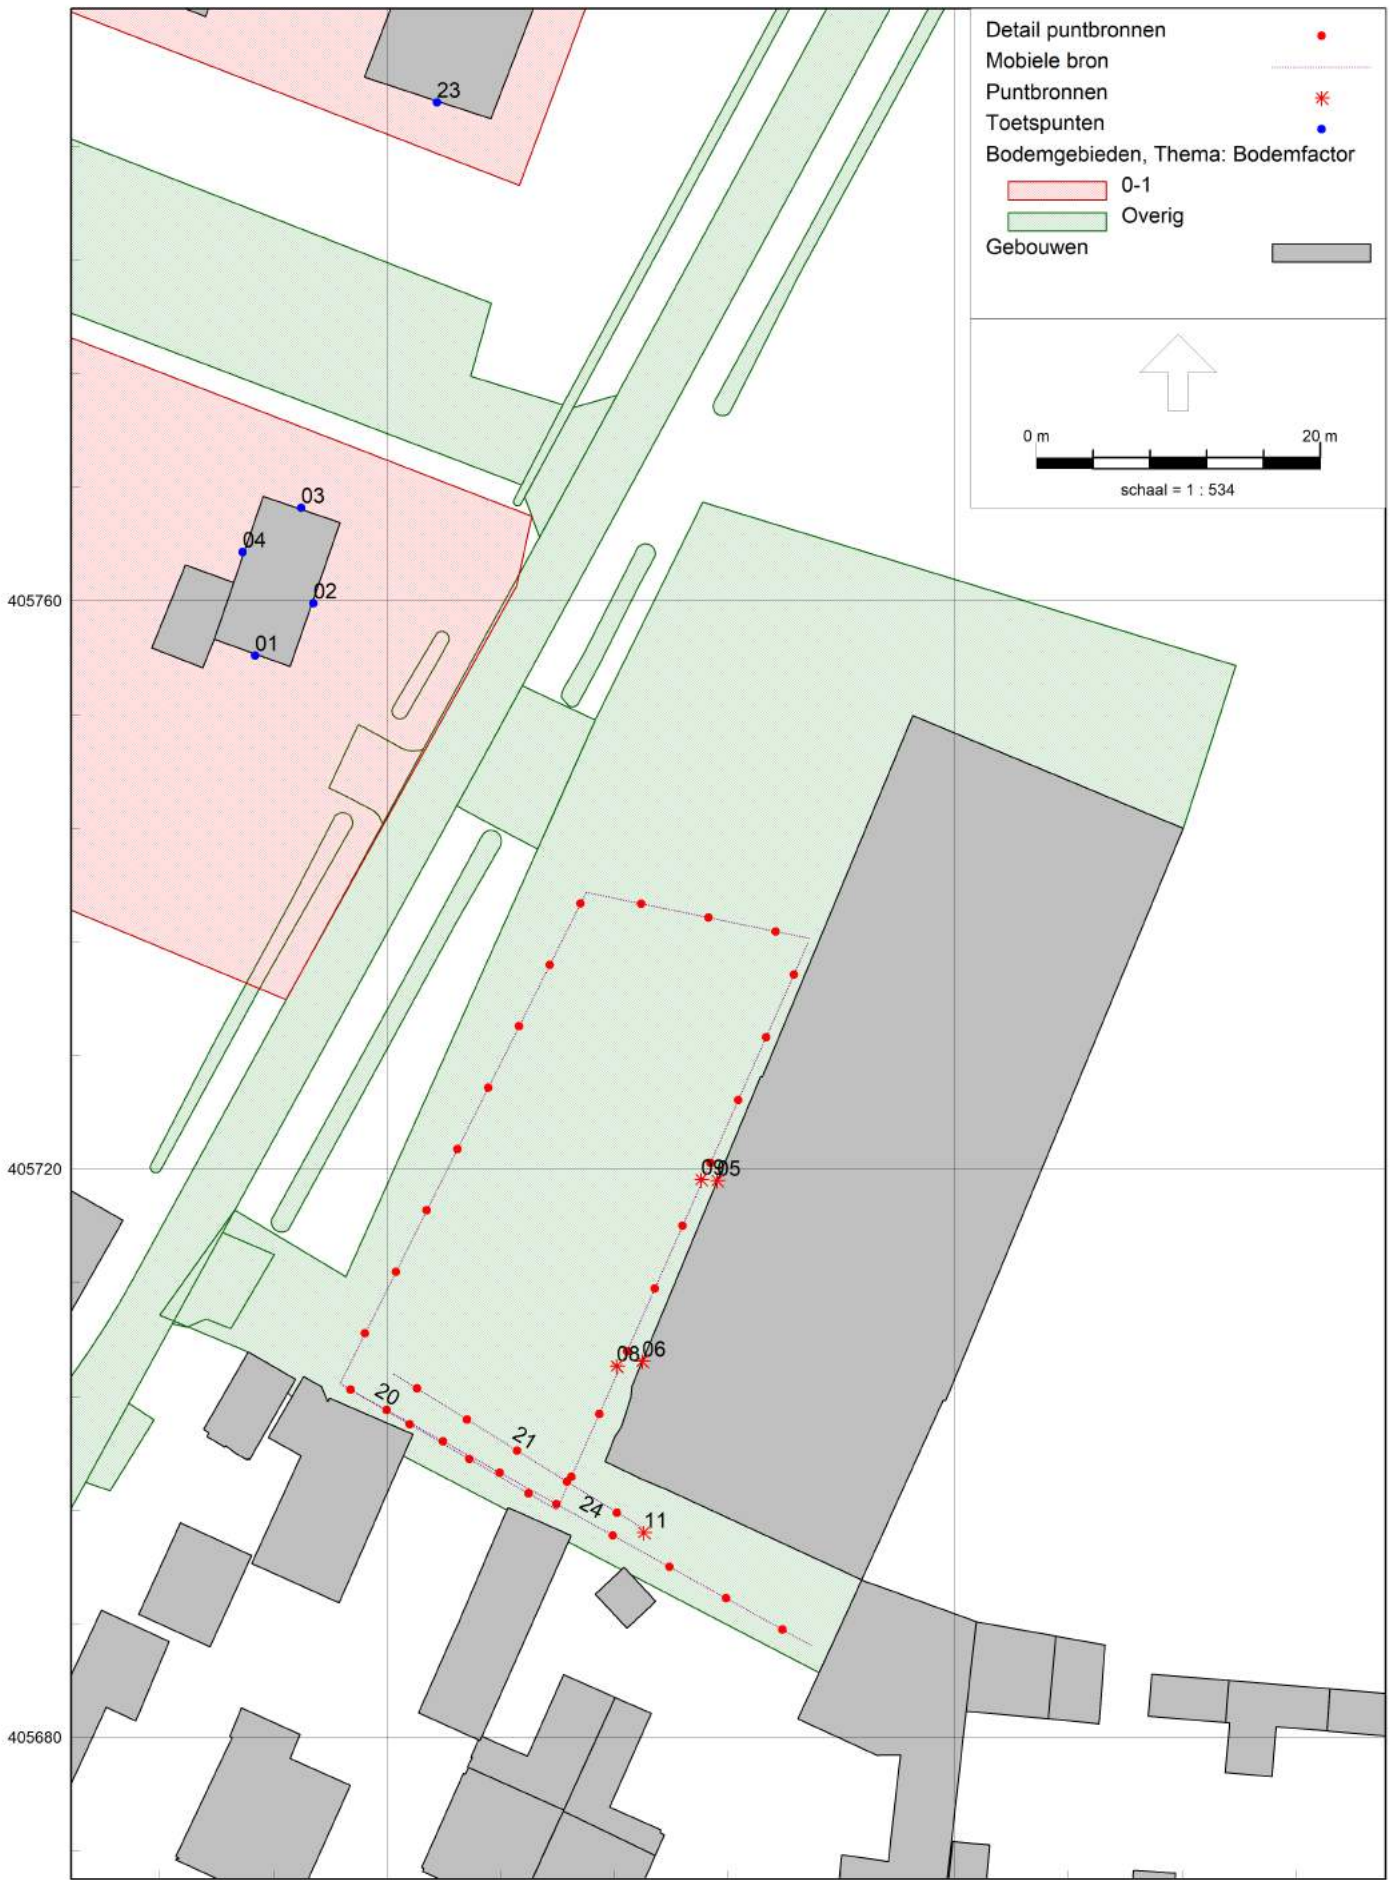 Detail puntbronnen
Mobiele bron
Puntbronnen
Toetspunten
Bodemgebieden, Thema: Bodemfactor
0-1
Overig
Gebouwen
0 m 20 m
schaal = 1 : 534
23
03
04
02
01
405760
405720
09 05
08 06
20
21
24
11
405680